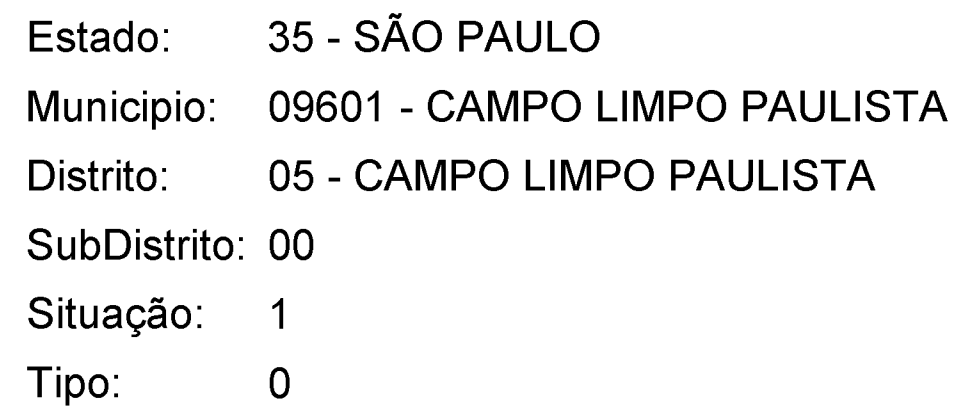 Estado: 35 - SÃO PAULO
Municipio: 09601 - CAMPO LIMPO PAULISTA
Distrito: 05 - CAMPO LIMPO PAULISTA
SubDistrito: 00
Situação: 1
Tipo: 0